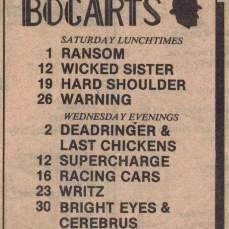 BOGARTS
SATURDAY LUNCHTIMES
1 RANSOM
12 WICKED SISTER
19 HARD SHOULDER
26 WARNING
WEDNESDAY EVENINGS
2 DEADRINGER &
LAST CHICKENS
12 SUPERCHARGE
16 RACING CARS
23 WRITZ
30 BRIGHT EYES &
CEREBRUS